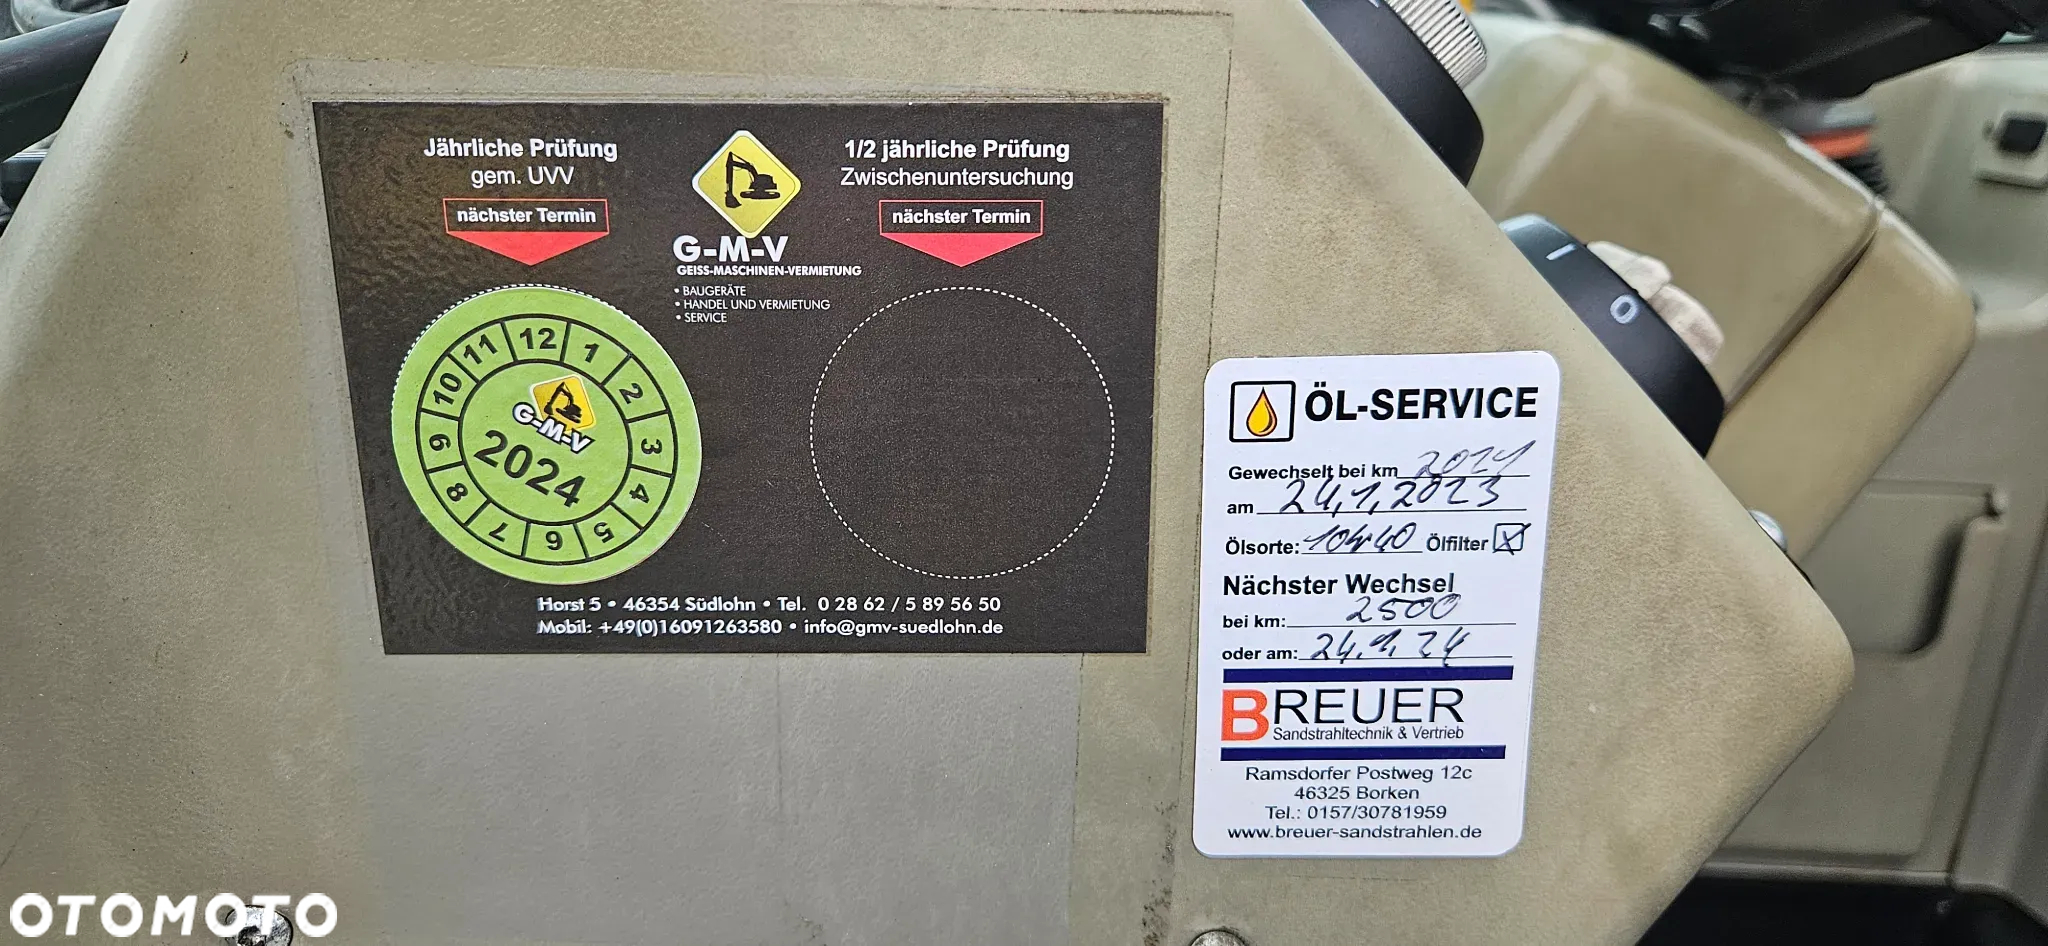 Jährliche Prüfung
gem. UVV
nächster Termin
G-M-V
GEISS-MASCHINEN-VERMIETUNG
• BAUGERÄTE
• HANDEL UND VERMIETUNG
• SERVICE
1/2 jährliche Prüfung
Zwischenuntersuchung
nächster Termin
12 1 2 3 4 5 6 7 8 9 10 11
G-M-V
2024
Horst 5 • 46354 Südlohn • Tel. 0 28 62 / 5 89 56 50
Mobil: +49(0)16091263580 • info@gmv-suedlohn.de
O
ÖL-SERVICE
Gewechselt bei km 2021
am 24,1,2023
Ölsorte: 10W40 Ölfilter X
Nächster Wechsel
bei km: 2500
oder am: 24.1.24
BREUER
Sandstrahltechnik & Vertrieb
Ramsdorfer Postweg 12c
46325 Borken
Tel.: 0157/30781959
www.breuer-sandstrahlen.de
OTOMOTO